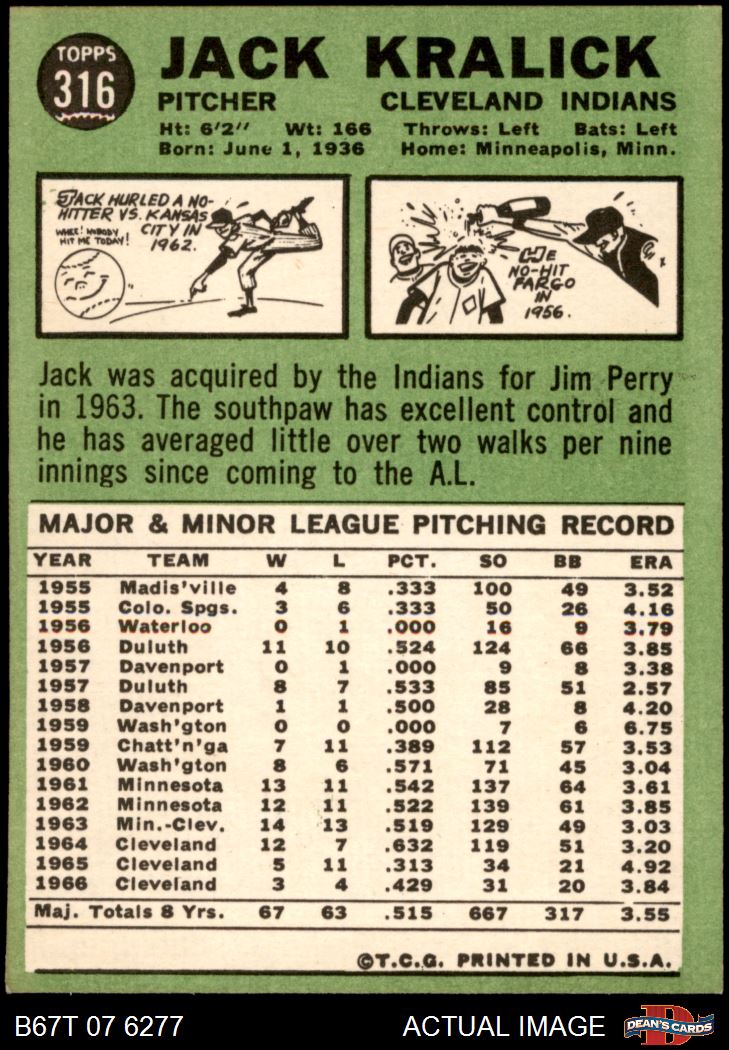 TOPPS
316
JACK KRALICK
PITCHER CLEVELAND INDIANS
Ht: 6'2" Wt: 166 Throws: Left Bats: Left
Born: June 1, 1936 Home: Minneapolis, Minn.
JACK HURLED A NO-
HITTER VS. KANSAS
CITY IN
1962.
WHEE! NOBODY
HIT ME TODAY!
HE
NO-HIT
FARGO
IN
1956.
Jack was acquired by the Indians for Jim Perry
in 1963. The southpaw has excellent control and
he has averaged little over two walks per nine
innings since coming to the A.L.
MAJOR & MINOR LEAGUE PITCHING RECORD
YEAR TEAM W L PCT. SO BB ERA
1955 Madis'ville 4 8 .333 100 49 3.52
1955 Colo. Spgs. 3 6 .333 50 26 4.16
1956 Waterloo 0 1 .000 16 9 3.79
1956 Duluth 11 10 .524 124 66 3.85
1957 Davenport 0 1 .000 9 8 3.38
1957 Duluth 8 7 .533 85 51 2.57
1958 Davenport 1 1 .500 28 8 4.20
1959 Wash'gton 0 0 .000 7 6 6.75
1959 Chatt'n'ga 7 11 .389 112 57 3.53
1960 Wash'gton 8 6 .571 71 45 3.04
1961 Minnesota 13 11 .542 137 64 3.61
1962 Minnesota 12 11 .522 139 61 3.85
1963 Min.-Clev. 14 13 .519 129 49 3.03
1964 Cleveland 12 7 .632 119 51 3.20
1965 Cleveland 5 11 .313 34 21 4.92
1966 Cleveland 3 4 .429 31 20 3.84
Maj. Totals 8 Yrs. 67 63 .515 667 317 3.55
©T.C.G. PRINTED IN U.S.A.
B67T 07 6277 ACTUAL IMAGE
DEAN'S CARDS